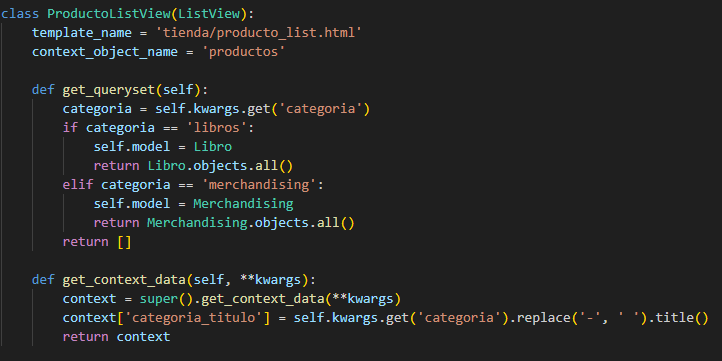 class ProductoListView(ListView):
    template_name = 'tienda/producto_list.html'
    context_object_name = 'productos'

    def get_queryset(self):
        categoria = self.kwargs.get('categoria')
        if categoria == 'libros':
            self.model = Libro
            return Libro.objects.all()
        elif categoria == 'merchandising':
            self.model = Merchandising
            return Merchandising.objects.all()
        return []

    def get_context_data(self, **kwargs):
        context = super().get_context_data(**kwargs)
        context['categoria_titulo'] = self.kwargs.get('categoria').replace('-', ' ').title()
        return context